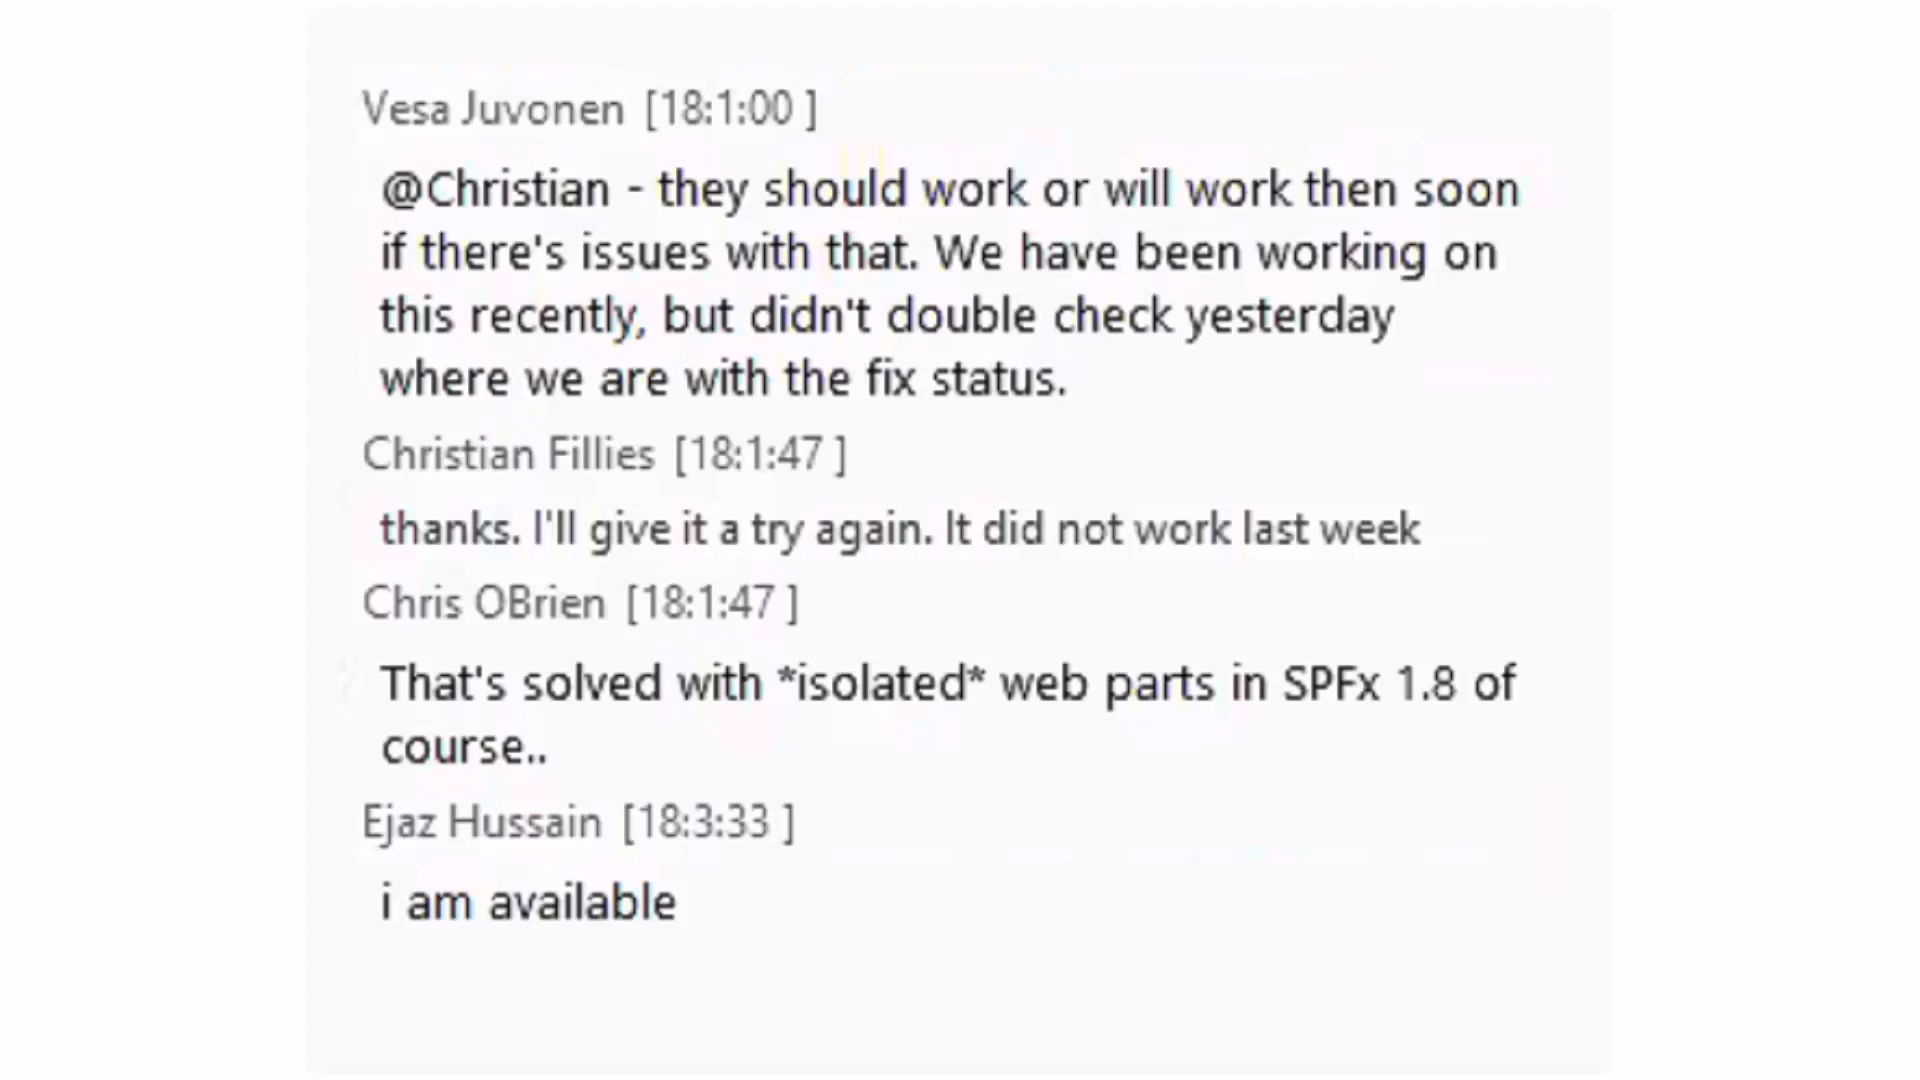 Vesa Juvonen [18:1:00 ]
@Christian - they should work or will work then soon
if there's issues with that. We have been working on
this recently, but didn't double check yesterday
where we are with the fix status.
Christian Fillies [18:1:47 ]
thanks. I'll give it a try again. It did not work last week
Chris OBrien [18:1:47 ]
That's solved with *isolated* web parts in SPFx 1.8 of
course..
Ejaz Hussain [18:3:33 ]
i am available